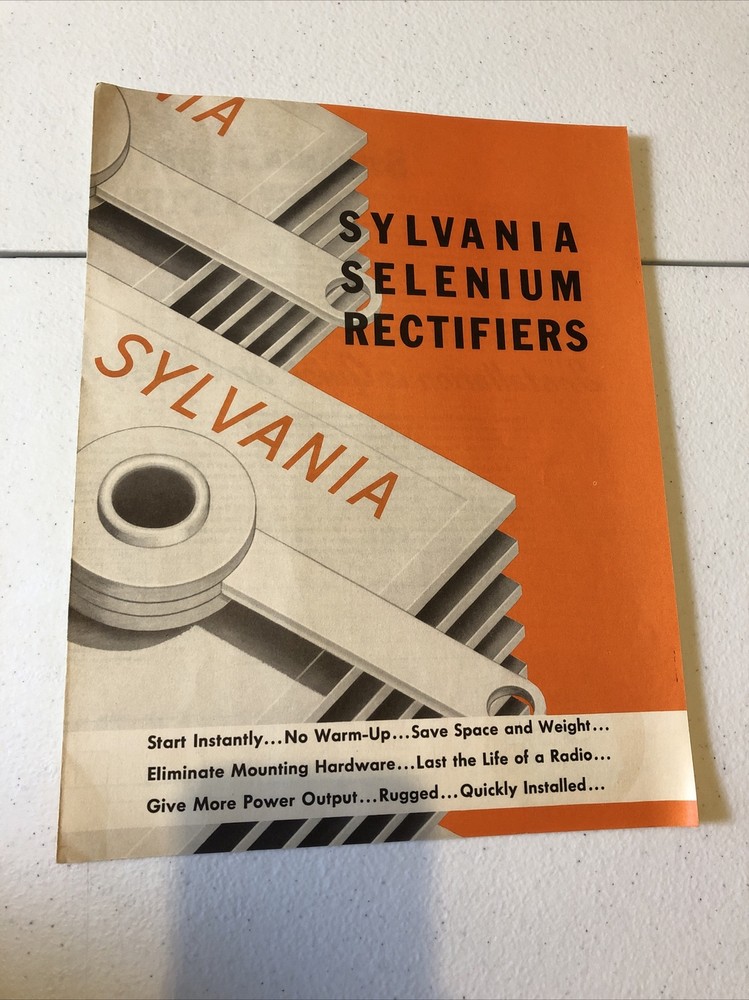 NIA
SYLVANIA
SELENIUM
RECTIFIERS
SYLVANIA
Start Instantly...No Warm-Up...Save Space and Weight...
Eliminate Mounting Hardware...Last the Life of a Radio...
Give More Power Output...Rugged...Quickly Installed...